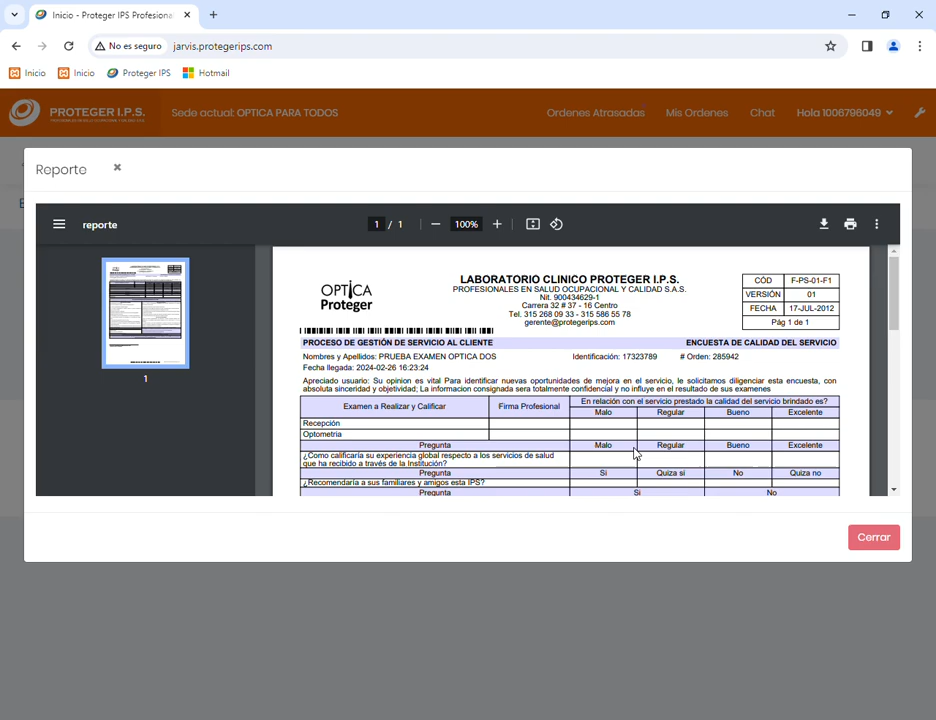 Inicio - Proteger IPS Profesiona
No es seguro jarvis.protegerips.com
Inicio Inicio Proteger IPS Hotmail
PROTEGER I.P.S. Sede actual: OPTICA PARA TODOS Ordenes Atrasadas Mis Ordenes Chat Hola 1006796049
Reporte ×
reporte 1 / 1 − 100% +
OPTICA
Proteger
LABORATORIO CLINICO PROTEGER I.P.S.
PROFESIONALES EN SALUD OCUPACIONAL Y CALIDAD S.A.S.
Nit. 900434629-1
Carrera 32 # 37 - 16 Centro
Tel. 315 268 09 33 - 315 586 55 78
gerente@protegerips.com
CÓD F-PS-01-F1
VERSIÓN 01
FECHA 17-JUL-2012
Pág 1 de 1
PROCESO DE GESTIÓN DE SERVICIO AL CLIENTE ENCUESTA DE CALIDAD DEL SERVICIO
Nombres y Apellidos: PRUEBA EXAMEN OPTICA DOS Identificación: 17323789 # Orden: 285942
Fecha llegada: 2024-02-26 16:23:24
Apreciado usuario: Su opinion es vital Para identificar nuevas oportunidades de mejora en el servicio, le solicitamos diligenciar esta encuesta, con
absoluta sinceridad y objetividad; La informacion consignada sera totalmente confidencial y no influye en el resultado de sus examenes
Examen a Realizar y Calificar Firma Profesional En relación con el servicio prestado la calidad del servicio brindado es?
Malo Regular Bueno Excelente
Recepción
Optometria
Pregunta Malo Regular Bueno Excelente
¿Como calificaría su experiencia global respecto a los servicios de salud
que ha recibido a través de la Institución?
Pregunta Si Quiza si No Quiza no
¿Recomendaría a sus familiares y amigos esta IPS?
Pregunta Si No
1
Cerrar